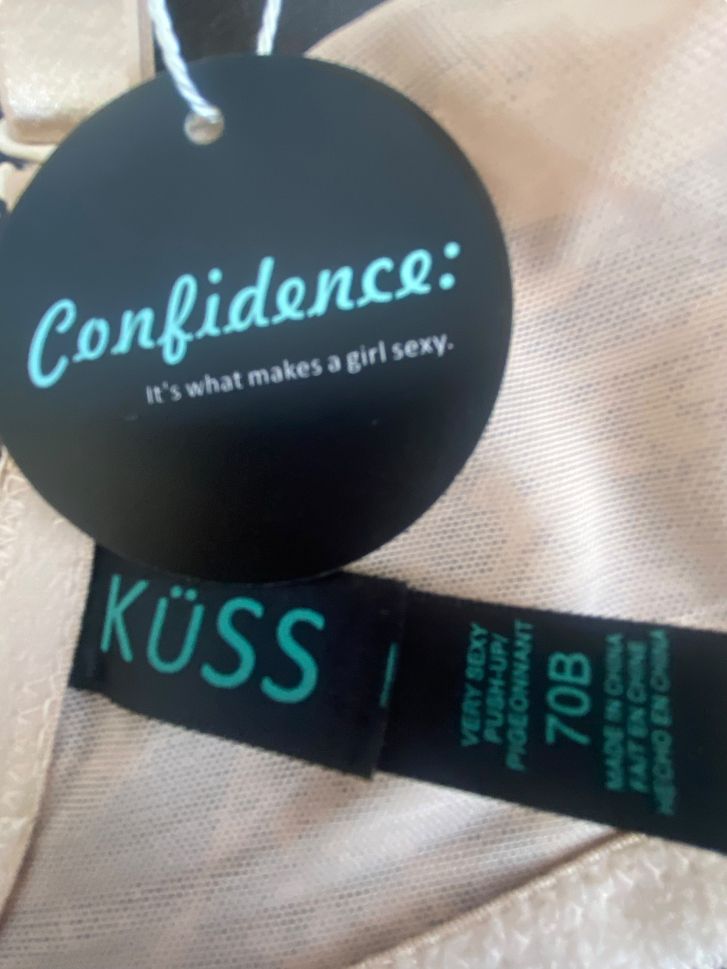 Confidence:
It's what makes a girl sexy.
KÜSS
VERY SEXY
PUSH-UP/
PIGEONNANT
70B
MADE IN CHINA
FAIT EN CHINE
HECHO EN CHINA